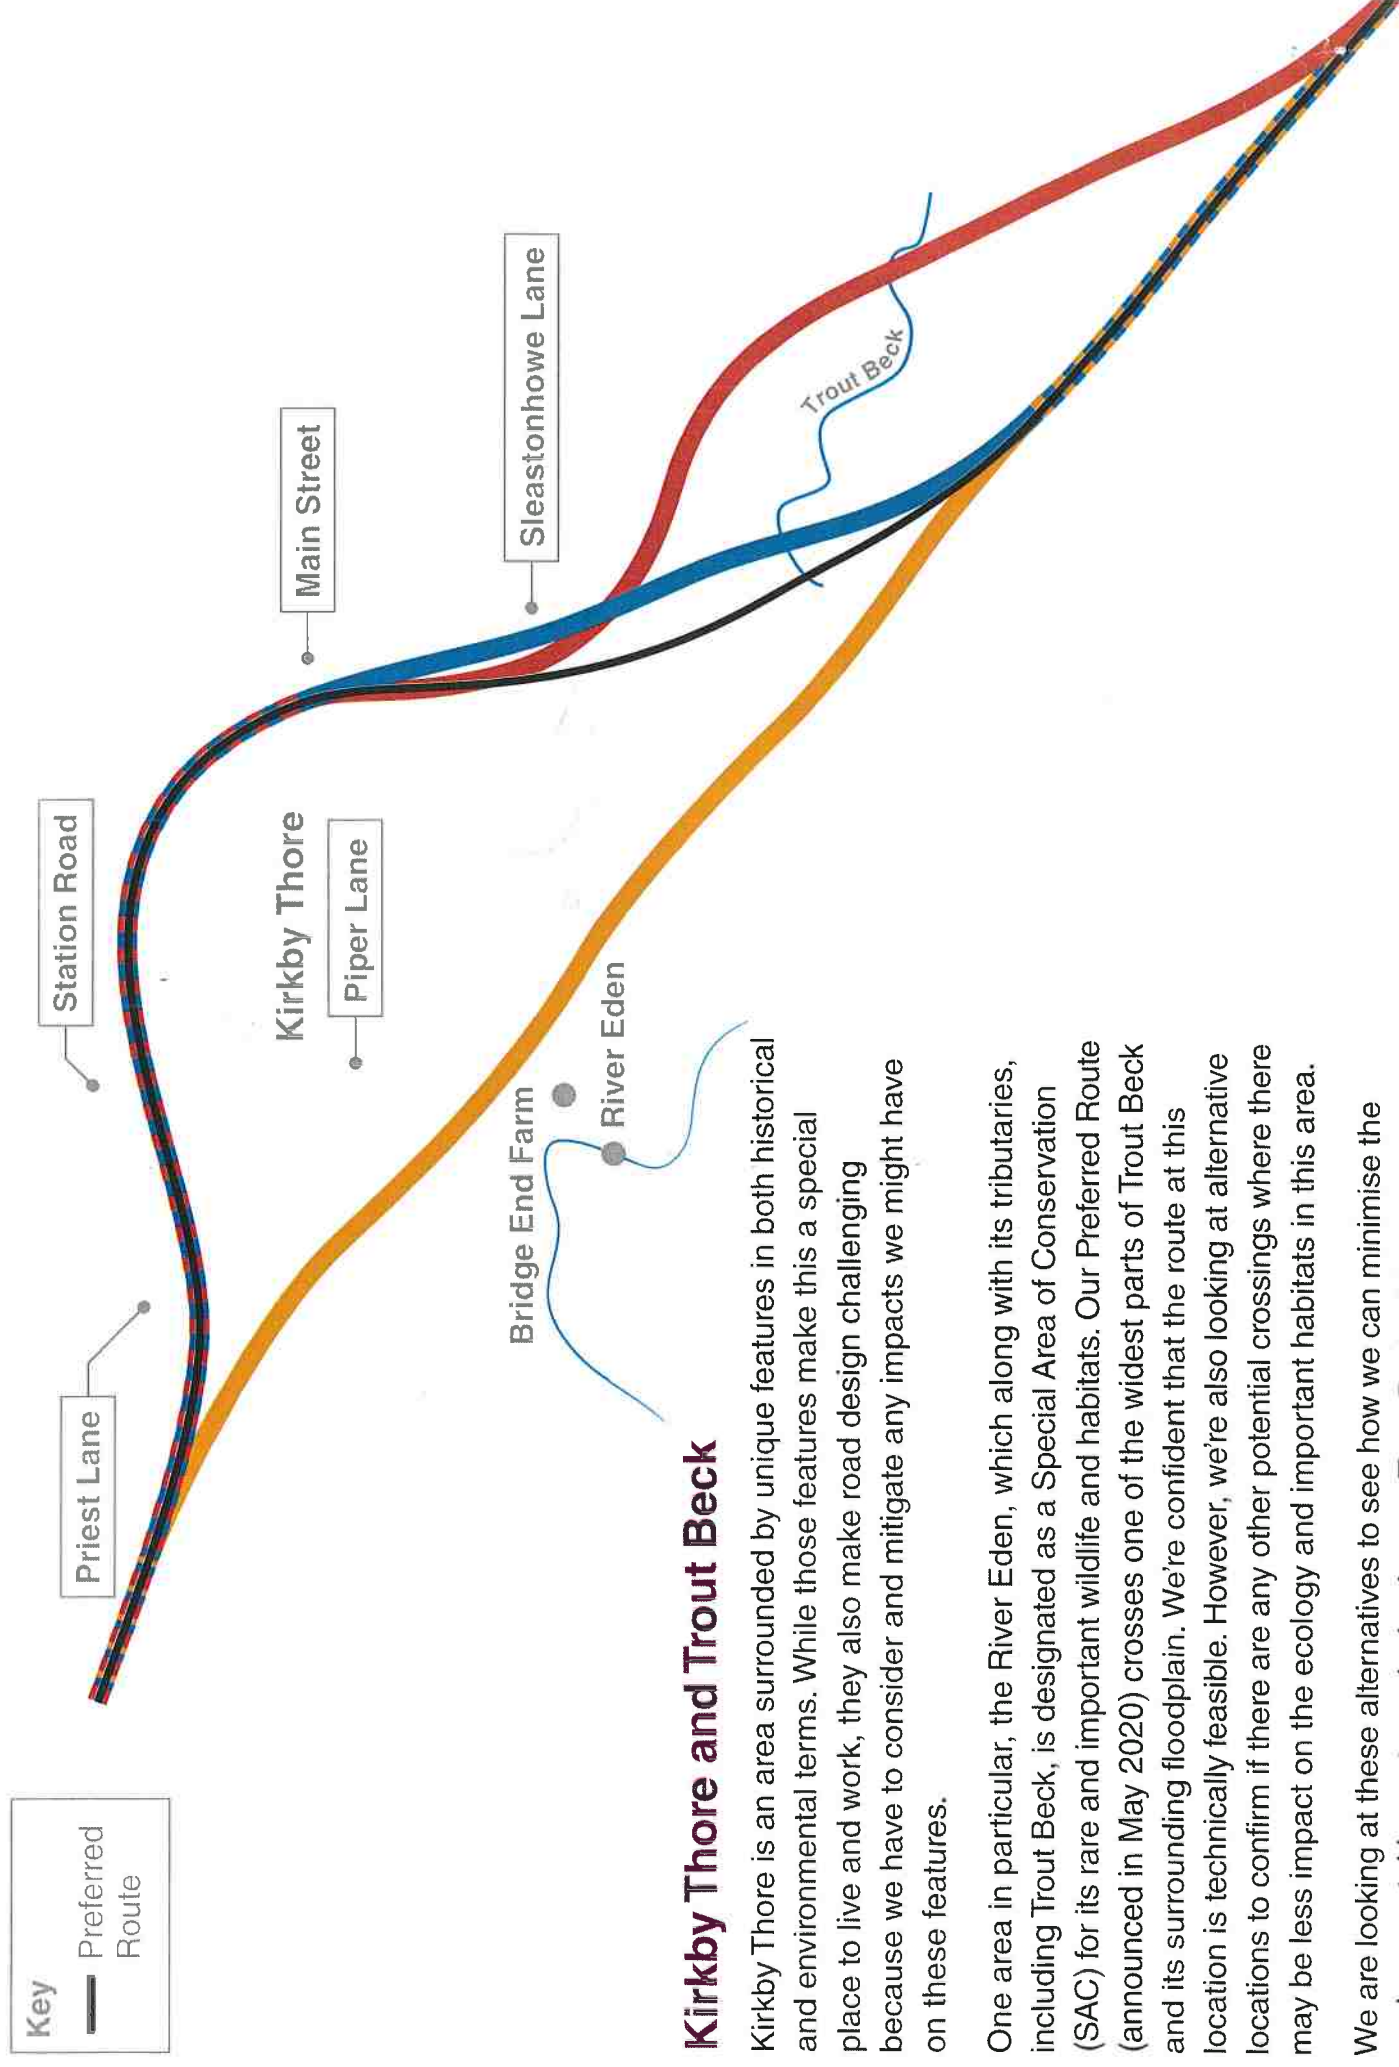 Key
Preferred
Route
Priest Lane
Station Road
Main Street
Sleastonhowe Lane
Kirkby Thore
Piper Lane
Bridge End Farm
River Eden
Trout Beck
Kirkby Thore and Trout Beck
Kirkby Thore is an area surrounded by unique features in both historical
and environmental terms. While those features make this a special
place to live and work, they also make road design challenging
because we have to consider and mitigate any impacts we might have
on these features.
One area in particular, the River Eden, which along with its tributaries,
including Trout Beck, is designated as a Special Area of Conservation
(SAC) for its rare and important wildlife and habitats. Our Preferred Route
(announced in May 2020) crosses one of the widest parts of Trout Beck
and its surrounding floodplain. We're confident that the route at this
location is technically feasible. However, we're also looking at alternative
locations to confirm if there are any other potential crossings where there
may be less impact on the ecology and important habitats in this area.
We are looking at these alternatives to see how we can minimise the